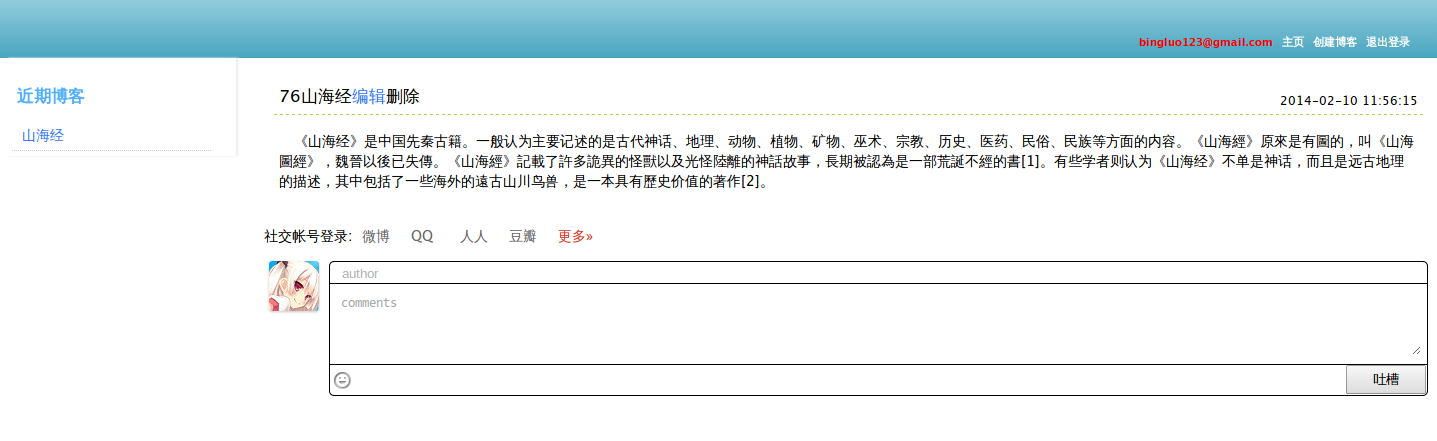 bingluo123@gmail.com 主页 创建博客 退出登录
近期博客
山海经
76山海经编辑删除
2014-02-10 11:56:15
《山海经》是中国先秦古籍。一般认为主要记述的是古代神话、地理、动物、植物、矿物、巫术、宗教、历史、医药、民俗、民族等方面的内容。《山海經》原來是有圖的，叫《山海
圖經》，魏晉以後已失傳。《山海經》記載了許多詭異的怪獸以及光怪陸離的神話故事，長期被認為是一部荒誕不經的書[1]。有些学者则认为《山海经》不单是神话，而且是远古地理
的描述，其中包括了一些海外的遠古山川鸟兽，是一本具有歷史价值的著作[2]。
社交帐号登录: 微博 QQ 人人 豆瓣 更多»
author
comments
吐槽